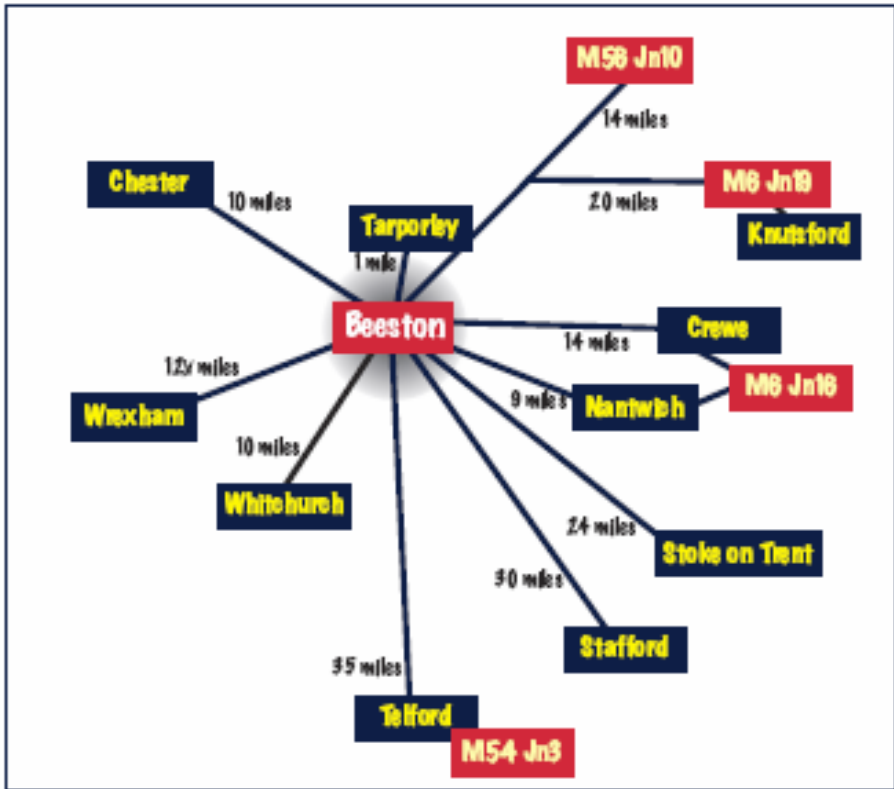 M56 Jn10
14 miles
Chester
M6 Jn19
10 miles
20 miles
Tarporley
Knutsford
1 mile
Beeston
Crewe
14 miles
miles
M6 Jn16
9 miles
Nantwich
Wrexham
10 miles
Whitchurch
24 miles
Stoke on Trent
30 miles
Stafford
35 miles
Telford
M54 Jn3